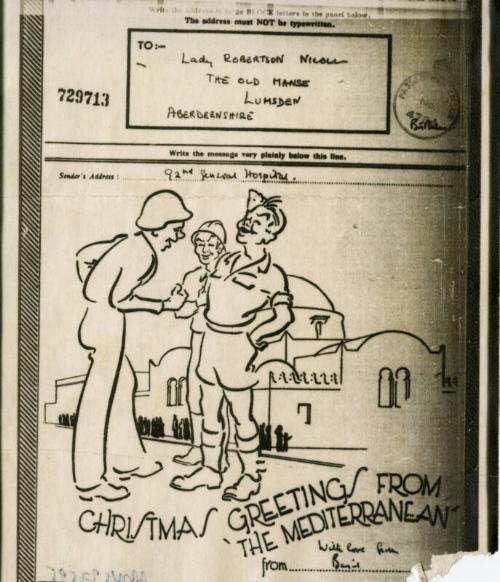 Write the address in large BLOCK letters in the panel below.
The address must NOT be typewritten.
TO:—
Lady ROBERTSON NICOLL
THE OLD MANSE
LUMSDEN
ABERDEENSHIRE
729713
Write the message very plainly below this line.
Sender's Address : 92nd General Hospital.
CHRISTMAS GREETINGS FROM
"THE MEDITERRANEAN"
With love from
from